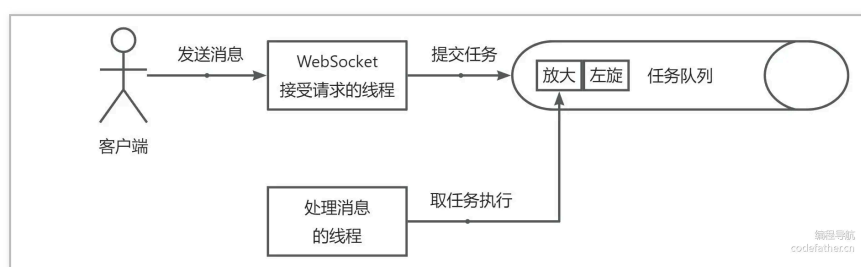 发送消息
WebSocket
接受请求的线程
提交任务
放大
左旋
任务队列
客户端
处理消息
的线程
取任务执行
编程导航
codefather.cn